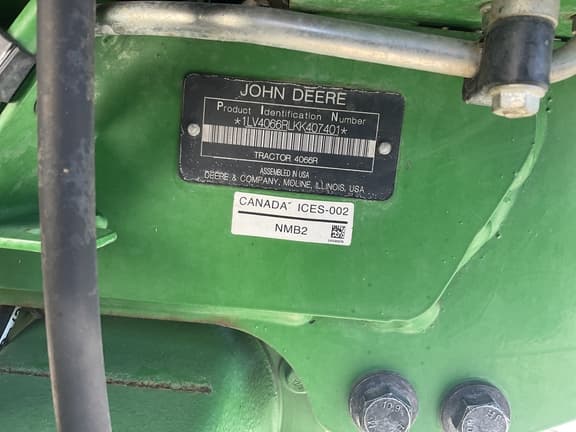 JOHN DEERE
Product Identification Number
*1LV4066RLKK407401*
TRACTOR 4066R
ASSEMBLED IN USA
DEERE & COMPANY, MOLINE, ILLINOIS, USA
CANADA ICES-002
NMB2